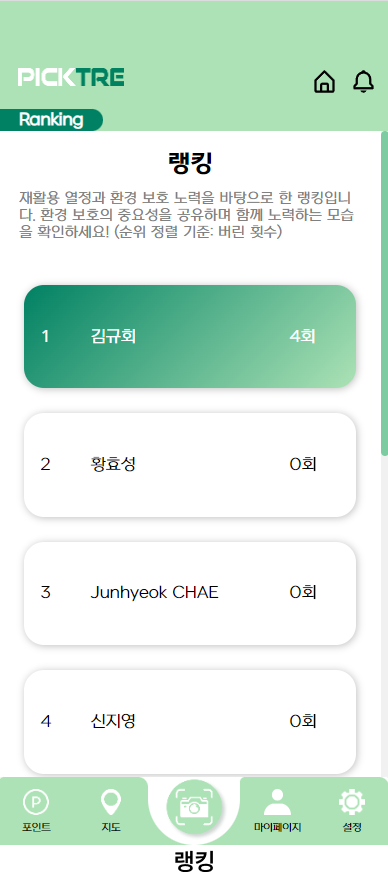 PICKTRE
Ranking
랭킹
재활용 열정과 환경 보호 노력을 바탕으로 한 랭킹입니
다. 환경 보호의 중요성을 공유하며 함께 노력하는 모습
을 확인하세요! (순위 정렬 기준: 버린 횟수)
1 김규회 4회
2 황효성 0회
3 Junhyeok CHAE 0회
4 신지영 0회
P
포인트 지도 마이페이지 설정
랭킹